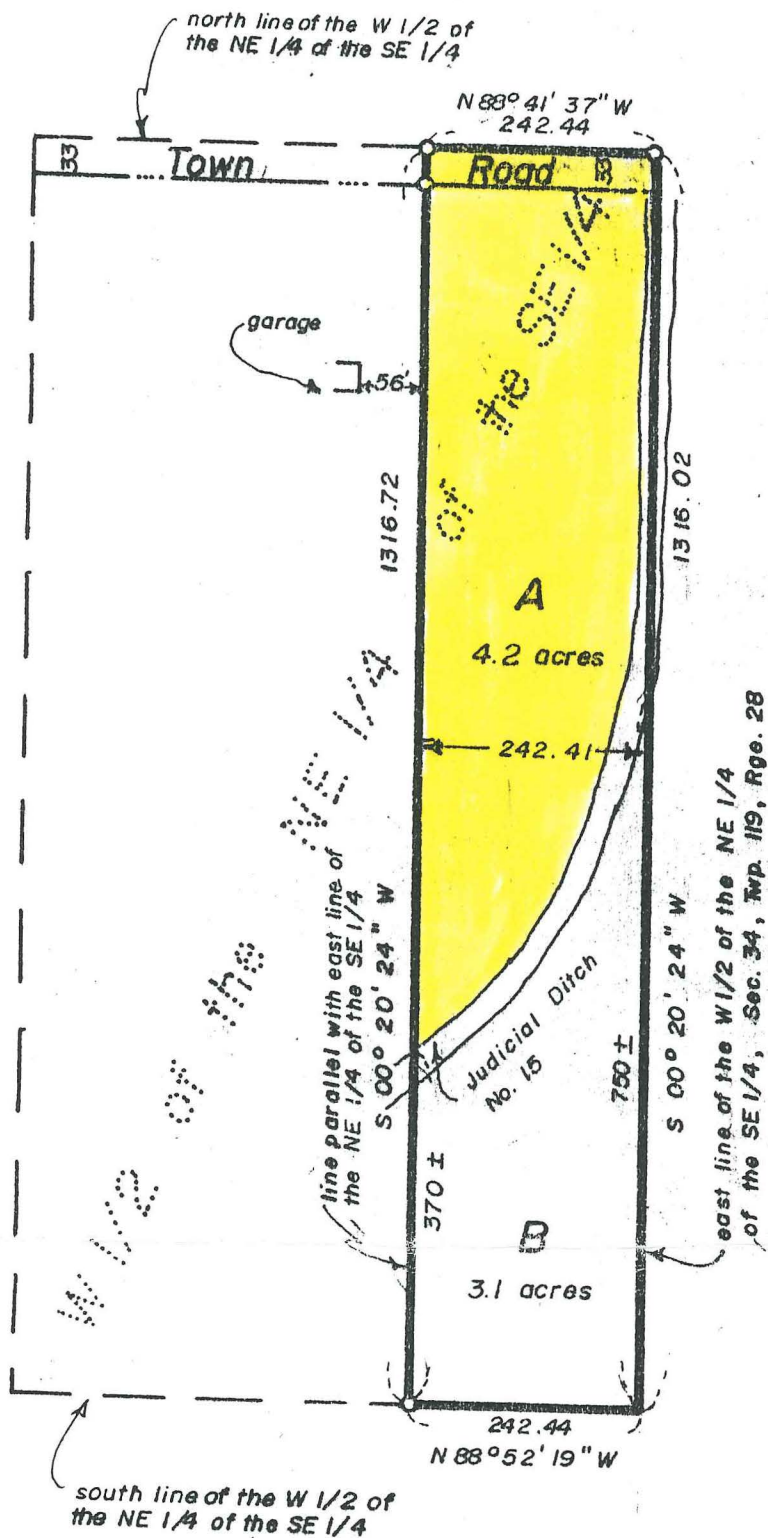 north line of the W 1/2 of
the NE 1/4 of the SE 1/4
N 88° 41' 37" W
242.44
33
Town
Road
33
garage
56'
1316.72
1316.02
W 1/2 of the NE 1/4 of the SE 1/4
A
4.2 acres
242.41
line parallel with east line of
the NE 1/4 of the SE 1/4
S 00° 20' 24" W
Judicial Ditch
No. 15
370 ±
750 ±
S 00° 20' 24" W
east line of the W 1/2 of the NE 1/4
of the SE 1/4, Sec. 34, Twp. 119, Rge. 28
B
3.1 acres
242.44
N 88° 52' 19" W
south line of the W 1/2 of
the NE 1/4 of the SE 1/4